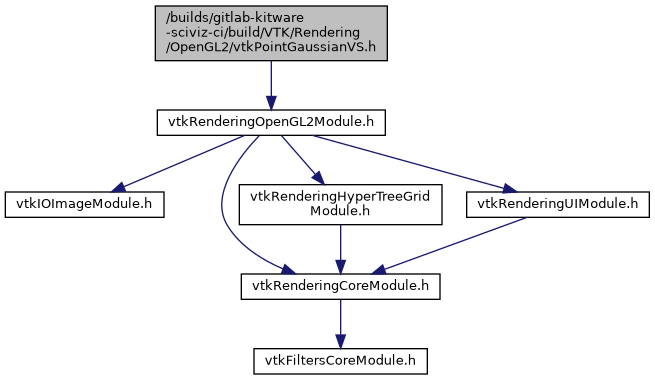 /builds/gitlab-kitware
-sciviz-ci/build/VTK/Rendering
/OpenGL2/vtkPointGaussianVS.h
vtkRenderingOpenGL2Module.h
vtkIOImageModule.h
vtkRenderingHyperTreeGrid
Module.h
vtkRenderingUIModule.h
vtkRenderingCoreModule.h
vtkFiltersCoreModule.h